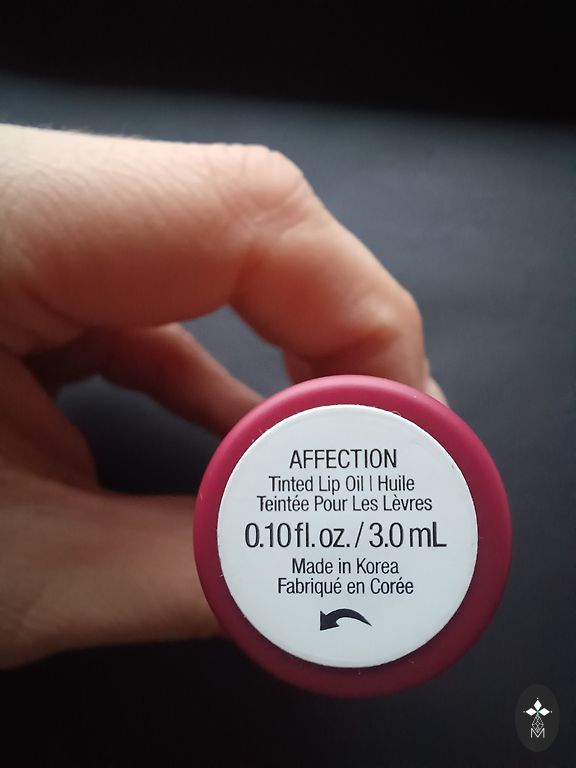 AFFECTION
Tinted Lip Oil | Huile
Teintée Pour Les Lèvres
0.10 fl. oz. / 3.0 mL
Made in Korea
Fabriqué en Corée
M